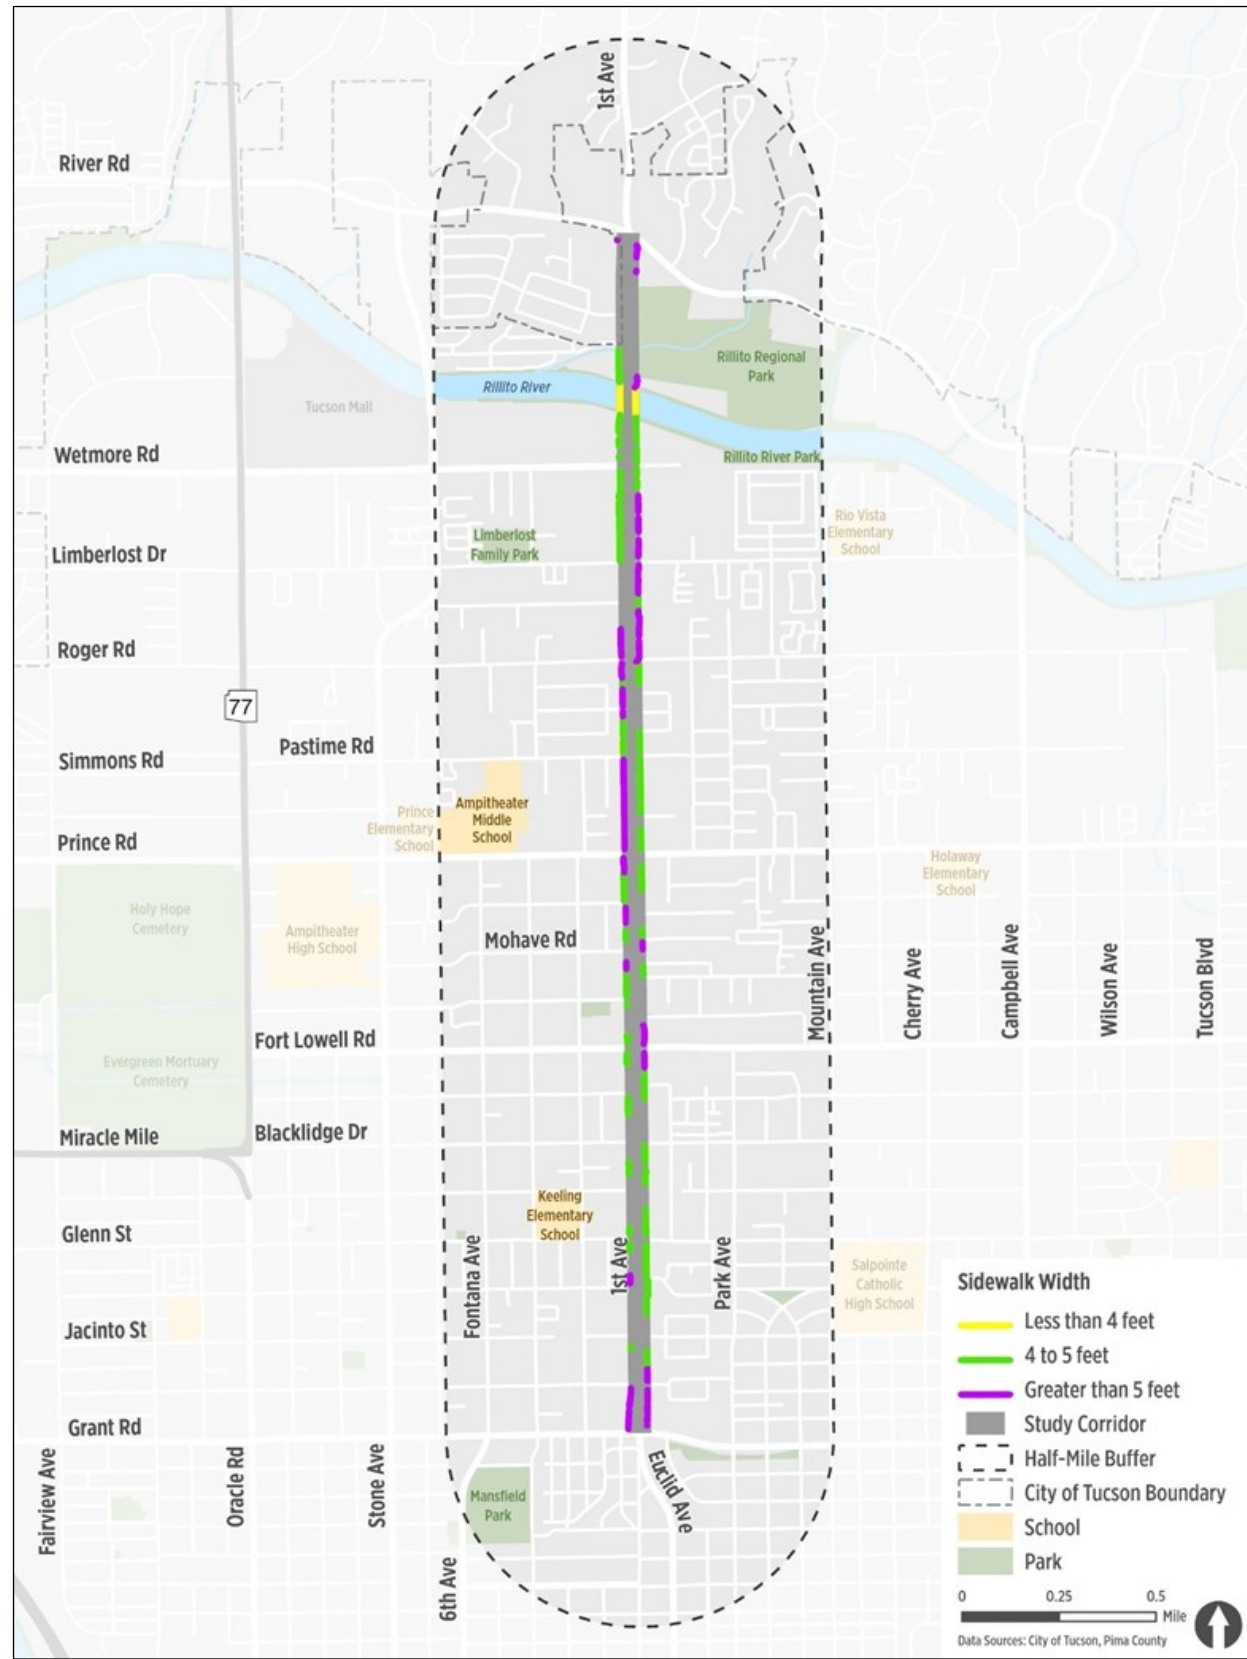 1st Ave
River Rd
Rillito Regional
Park
Rillito River
Tucson Mall
Wetmore Rd
Rillito River Park
Rio Vista
Elementary
School
Limberlost
Family Park
Limberlost Dr
Roger Rd
77
Pastime Rd
Simmons Rd
Prince
Elementary
School
Ampitheater
Middle
School
Prince Rd
Holaway
Elementary
School
Holy Hope
Cemetery
Ampitheater
High School
Mohave Rd
Mountain Ave
Cherry Ave
Campbell Ave
Wilson Ave
Tucson Blvd
Fort Lowell Rd
Evergreen Mortuary
Cemetery
Miracle Mile
Blacklidge Dr
Keeling
Elementary
School
Glenn St
Fontana Ave
1st Ave
Park Ave
Salpointe
Catholic
High School
Jacinto St
Grant Rd
Fairview Ave
Oracle Rd
Stone Ave
Euclid Ave
Mansfield
Park
6th Ave
Sidewalk Width
Less than 4 feet
4 to 5 feet
Greater than 5 feet
Study Corridor
Half-Mile Buffer
City of Tucson Boundary
School
Park
0 0.25 0.5
Mile
Data Sources: City of Tucson, Pima County